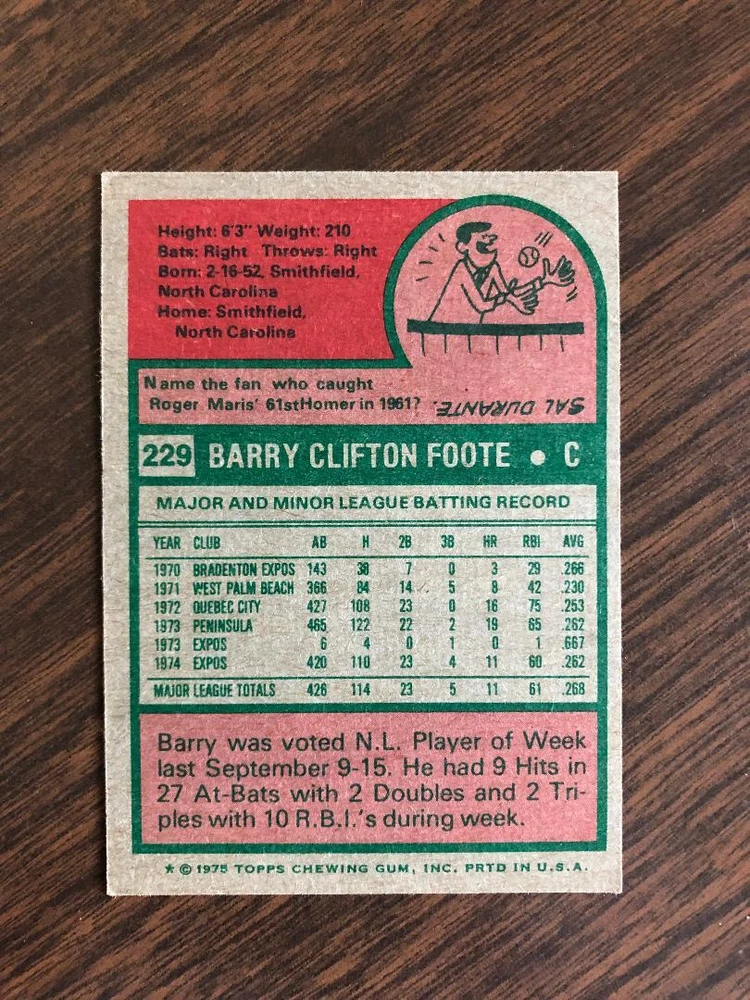 Height: 6'3" Weight: 210
Bats: Right Throws: Right
Born: 2-16-52, Smithfield,
North Carolina
Home: Smithfield,
North Carolina
Name the fan who caught
Roger Maris' 61st Homer in 1961?
SAL DURANTE.
229 BARRY CLIFTON FOOTE • C
MAJOR AND MINOR LEAGUE BATTING RECORD
YEAR CLUB AB H 2B 3B HR RBI AVG
1970 BRADENTON EXPOS 143 38 7 0 3 29 .266
1971 WEST PALM BEACH 366 84 14 5 8 42 .230
1972 QUEBEC CITY 427 108 23 0 16 75 .253
1973 PENINSULA 465 122 22 2 19 65 .262
1973 EXPOS 6 4 0 1 0 1 .667
1974 EXPOS 420 110 23 4 11 60 .262
MAJOR LEAGUE TOTALS 426 114 23 5 11 61 .268
Barry was voted N.L. Player of Week
last September 9-15. He had 9 Hits in
27 At-Bats with 2 Doubles and 2 Tri-
ples with 10 R.B.I.'s during week.
* © 1975 TOPPS CHEWING GUM, INC. PRTD IN U.S.A.